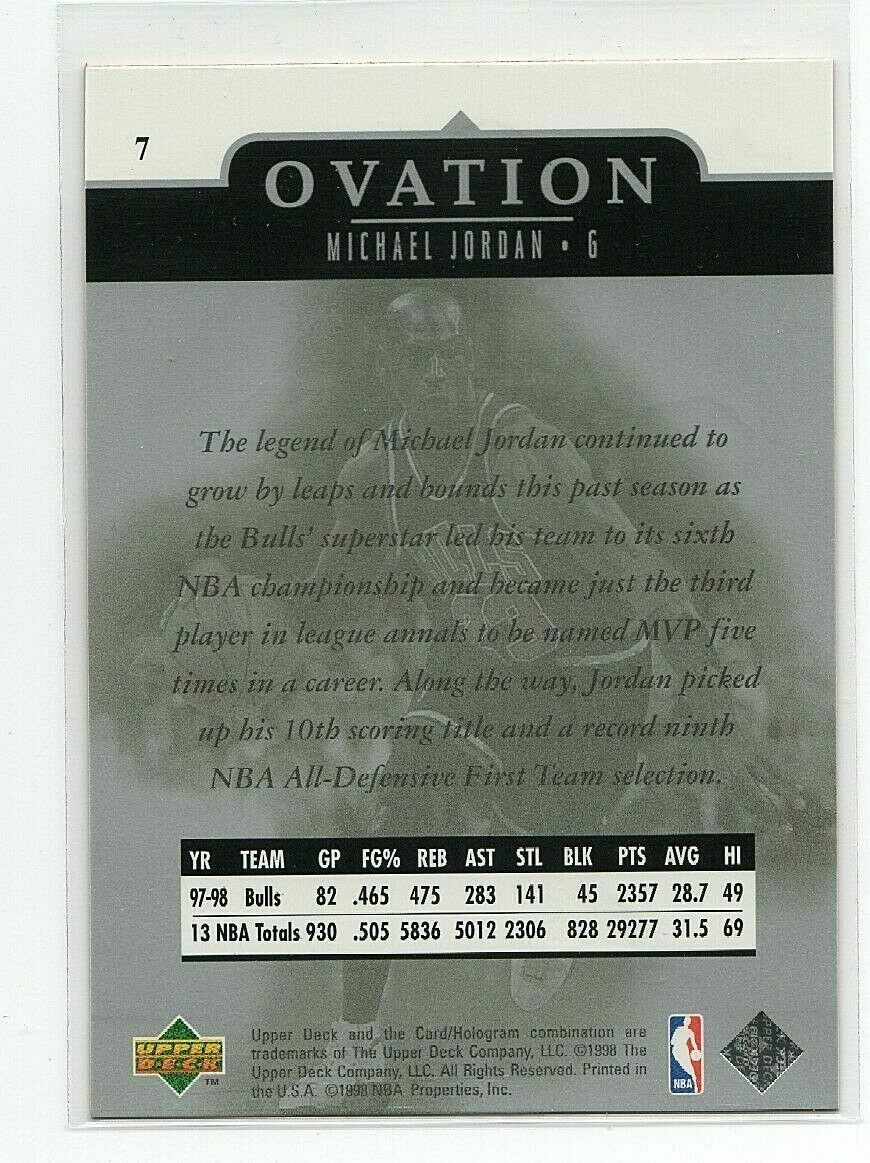 7
OVATION
MICHAEL JORDAN • G
The legend of Michael Jordan continued to
grow by leaps and bounds this past season as
the Bulls' superstar led his team to its sixth
NBA championship and became just the third
player in league annals to be named MVP five
times in a career. Along the way, Jordan picked
up his 10th scoring title and a record ninth
NBA All-Defensive First Team selection.
YR TEAM GP FG% REB AST STL BLK PTS AVG HI
97-98 Bulls 82 .465 475 283 141 45 2357 28.7 49
13 NBA Totals 930 .505 5836 5012 2306 828 29277 31.5 69
UPPER
DECK
TM
Upper Deck and the Card/Hologram combination are
trademarks of The Upper Deck Company, LLC. ©1998 The
Upper Deck Company, LLC. All Rights Reserved. Printed in
the U.S.A. ©1998 NBA Properties, Inc.
NBA